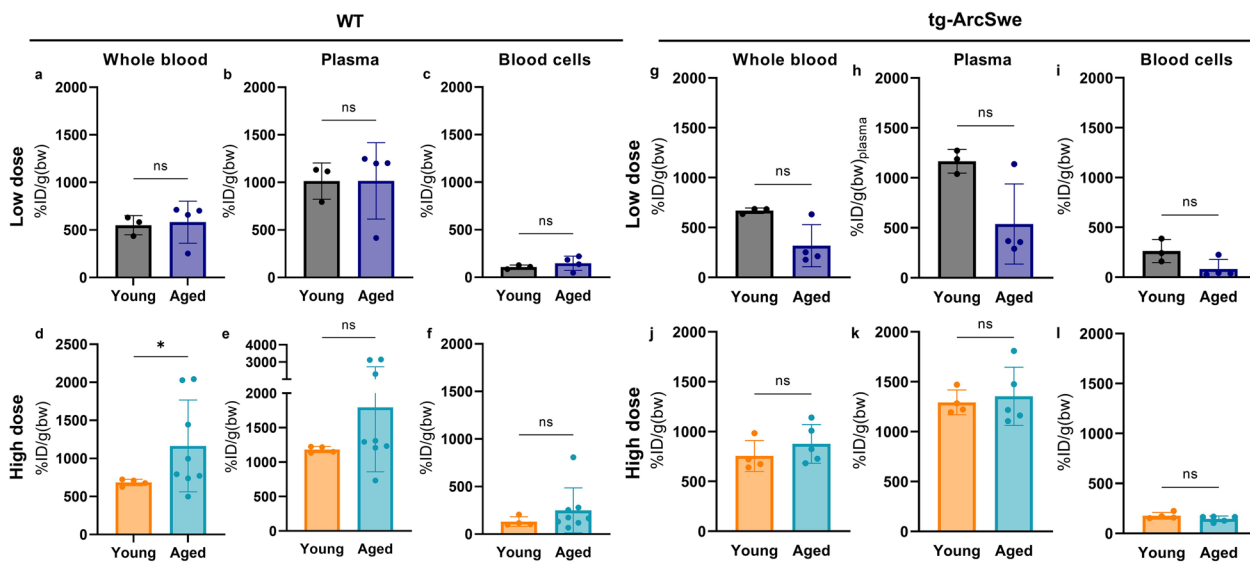 WT
tg-ArcSwe
Whole blood
Plasma
Blood cells
Whole blood
Plasma
Blood cells
Low dose
a
%ID/g(bw)
2000
1500
1000
500
0
ns
Young Aged
b
%ID/g(bw)
2000
1500
1000
500
0
ns
Young Aged
c
%ID/g(bw)
2000
1500
1000
500
0
ns
Young Aged
Low dose
g
%ID/g(bw)
2000
1500
1000
500
0
ns
Young Aged
h
%ID/g(bw)plasma
2000
1500
1000
500
0
ns
Young Aged
i
%ID/g(bw)
2000
1500
1000
500
0
ns
Young Aged
High dose
d
%ID/g(bw)
2500
2000
1500
1000
500
0
*
Young Aged
e
%ID/g(bw)
4000
3000
2000
2000
1500
1000
500
0
ns
Young Aged
f
%ID/g(bw)
2000
1500
1000
500
0
ns
Young Aged
High dose
j
%ID/g(bw)
2000
1500
1000
500
0
ns
Young Aged
k
%ID/g(bw)
2000
1500
1000
500
0
ns
Young Aged
l
%ID/g(bw)
2000
1500
1000
500
0
ns
Young Aged